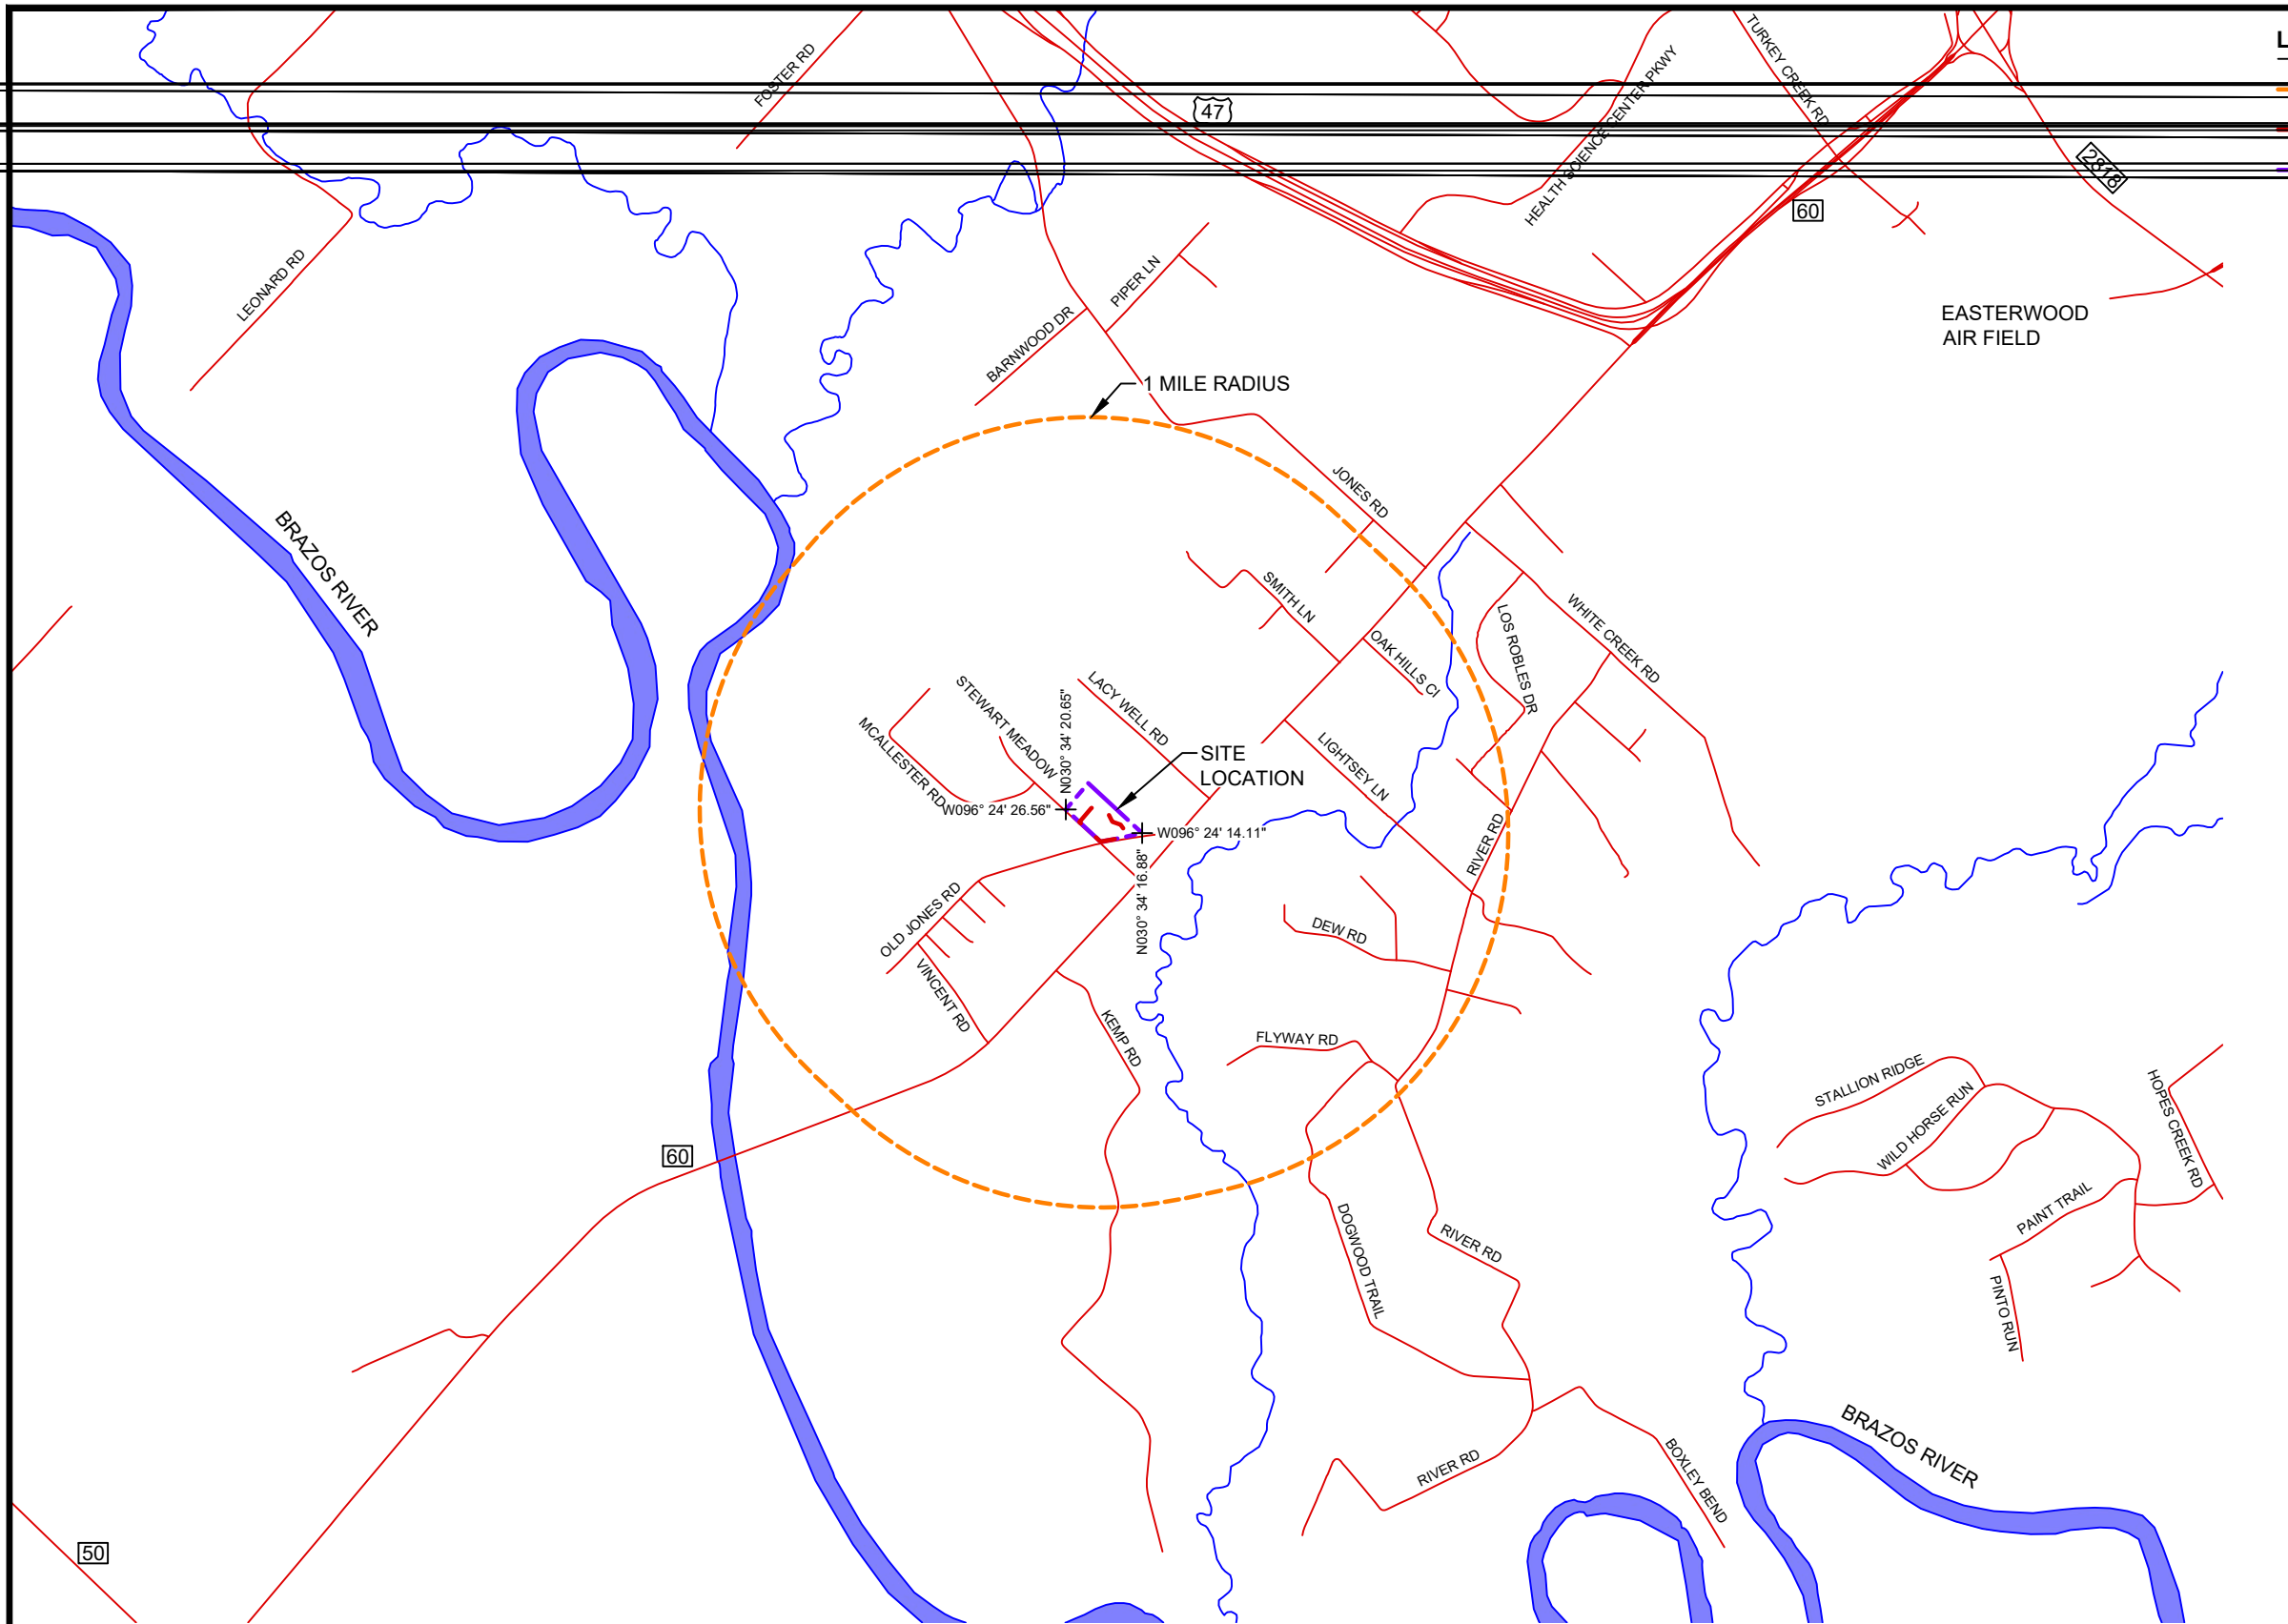 L
FOSTER RD
47
HEALTH SCIENCE CENTER PKWY
TURKEY CREEK RD
2818
60
LEONARD RD
PIPER LN
BARNWOOD DR
EASTERWOOD
AIR FIELD
1 MILE RADIUS
JONES RD
BRAZOS RIVER
SMITH LN
LOS ROBLES DR
WHITE CREEK RD
OAK HILLS CI
STEWART MEADOW
LACY WELL RD
N030° 34' 20.65"
MCALLESTER RD
SITE
LOCATION
LIGHTSEY LN
W096° 24' 26.56"
W096° 24' 14.11"
RIVER RD
N030° 34' 16.88"
OLD JONES RD
DEW RD
VINCENT RD
KEMP RD
FLYWAY RD
STALLION RIDGE
WILD HORSE RUN
HOPES CREEK RD
60
PAINT TRAIL
DOGWOOD TRAIL
RIVER RD
PINTO RUN
BRAZOS RIVER
RIVER RD
BOXLEY BEND
50